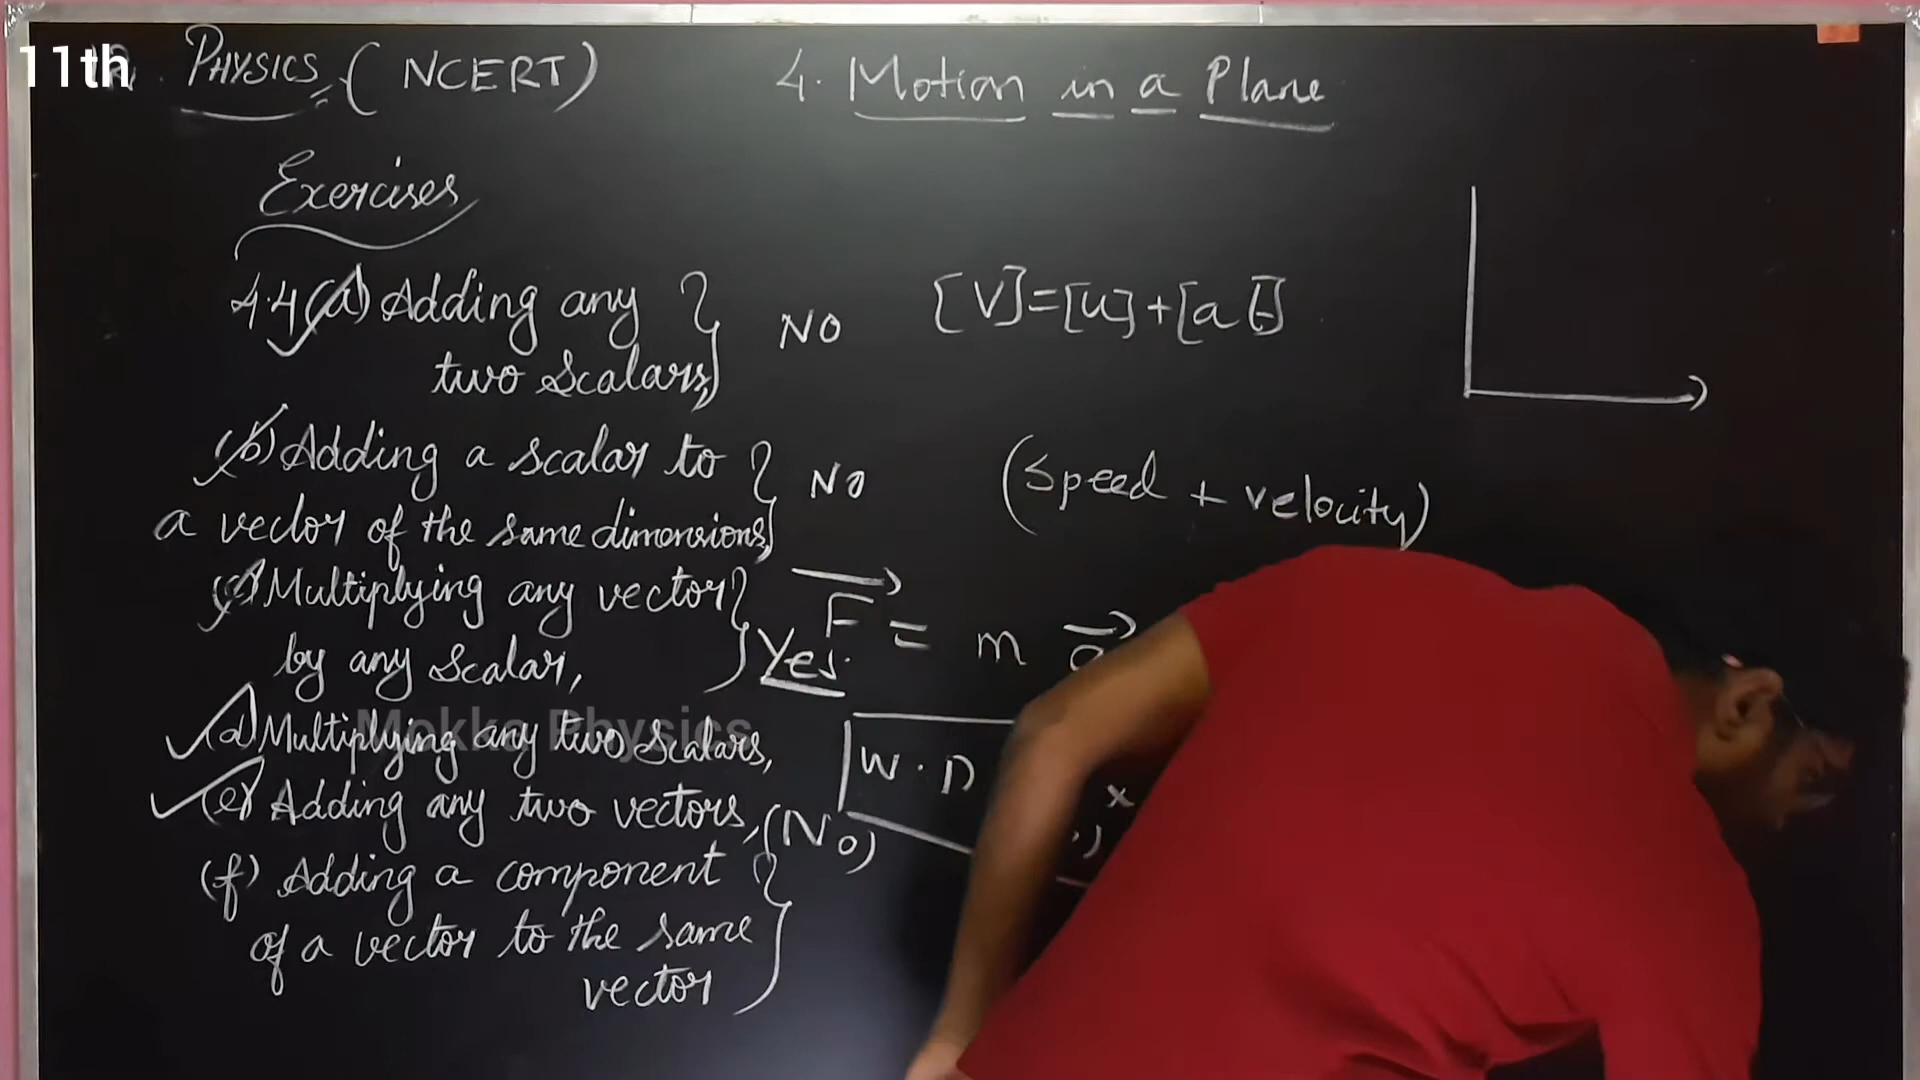 11th PHYSICS (NCERT) 4. Motion in a Plane
Exercises
4.4 (a) Adding any
two scalars,
NO
[V]=[u]+[at]
(b) Adding a scalar to
a vector of the same dimensions,
NO
(speed + velocity)
(c) Multiplying any vector
by any scalar,
Yes.
F = m a
(d) Multiplying any two scalars,
W.D
x
(e) Adding any two vectors, (No)
(f) Adding a component
of a vector to the same
vector
Mokka Physics